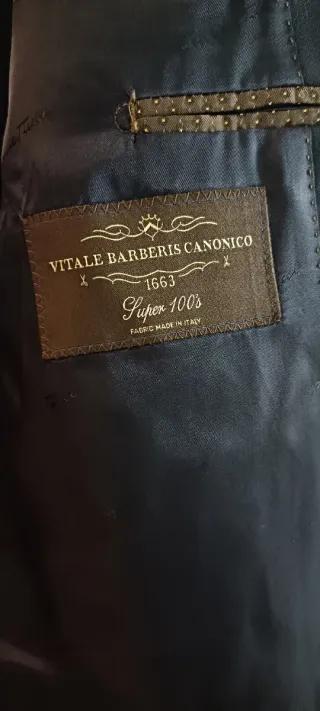 VITALE BARBERIS CANONICO
1663
Super 100's
FABRIC MADE IN ITALY